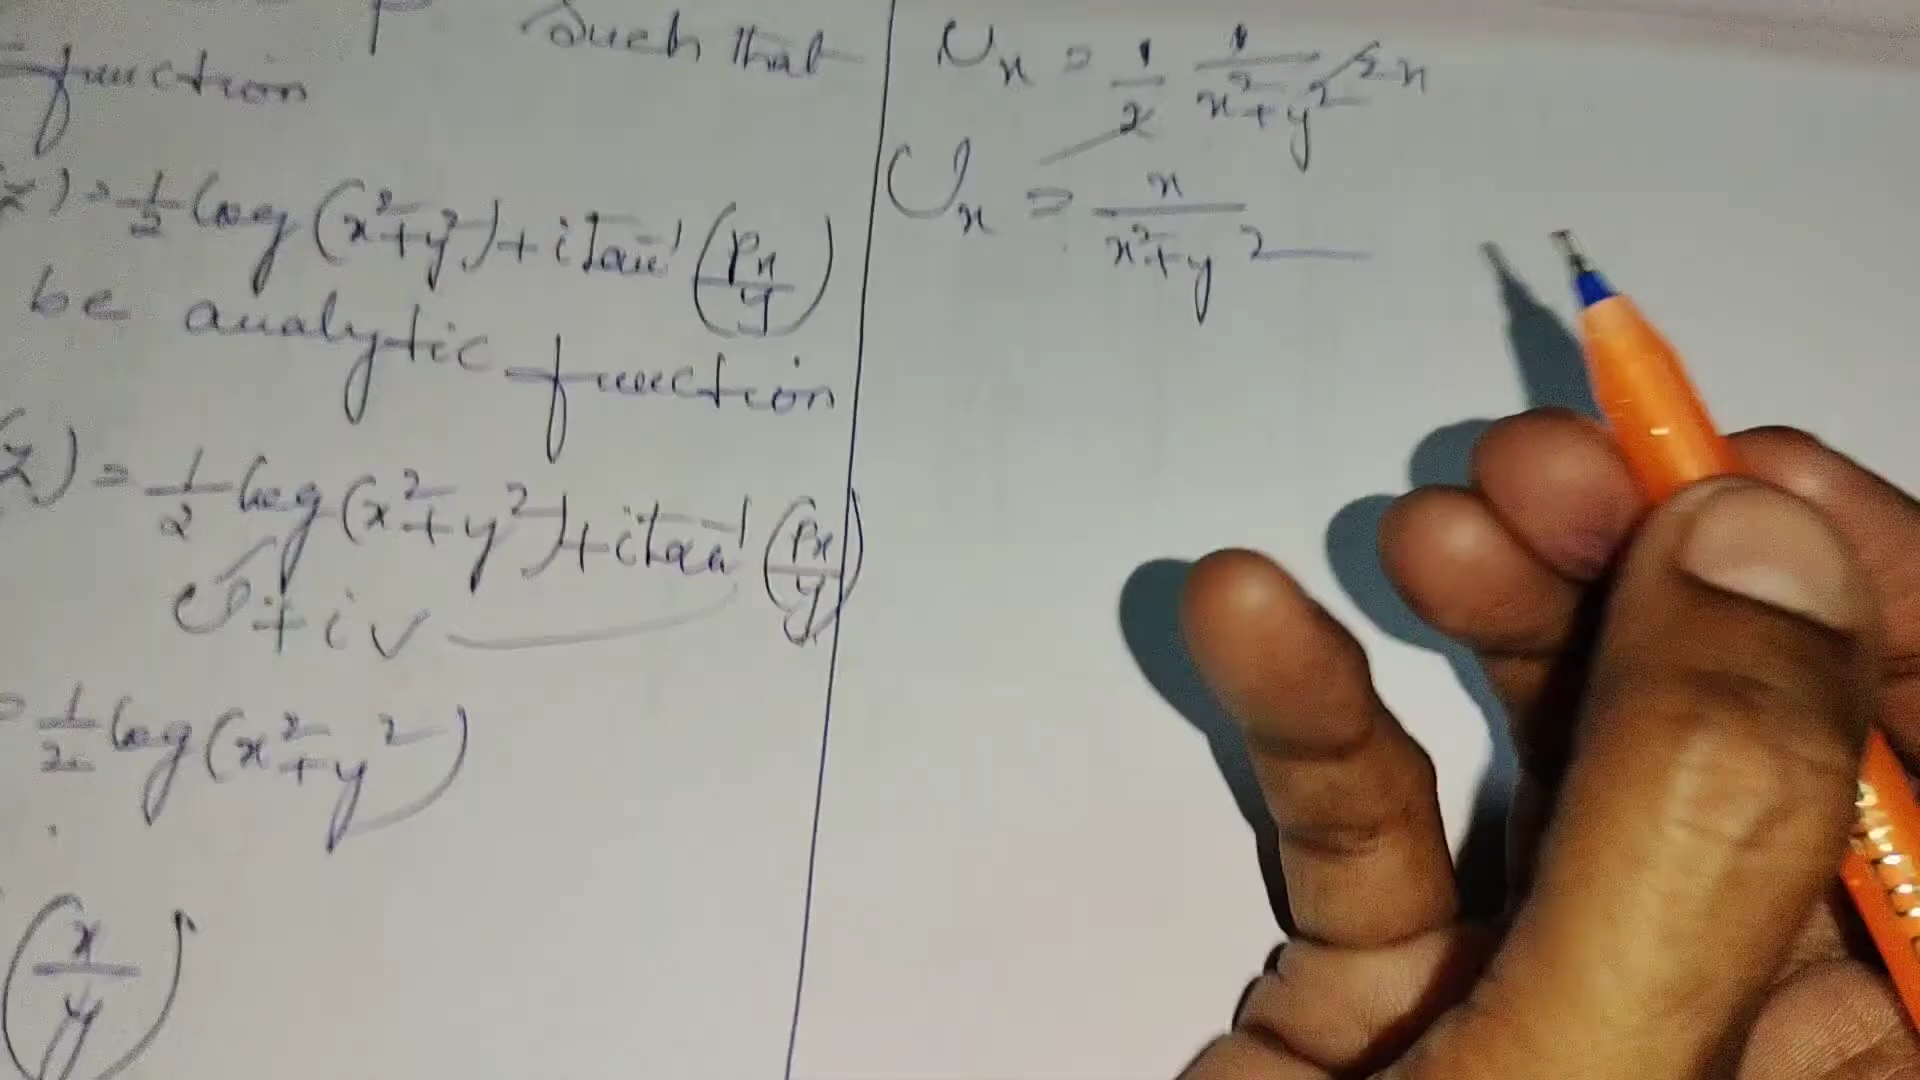 P such that
function
z) = 1/2 log (x²+y²) + i tan⁻¹ (px/y)
be analytic function
z) = 1/2 log (x²+y²) + i tan⁻¹ (px/y)
U + iv
= 1/2 log (x²+y²)
(x/y)
Ux = 1/2 1/x²+y² 2x
Ux = x/x²+y²